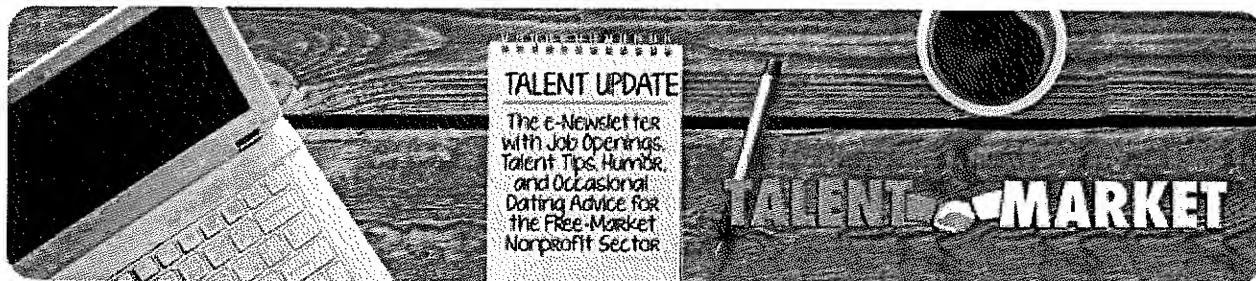 TALENT UPDATE
The e-Newsletter
with Job Openings,
Talent Tips, Humor,
and Occasional
Dating Advice for
the Free-Market
Nonprofit Sector
TALENT MARKET